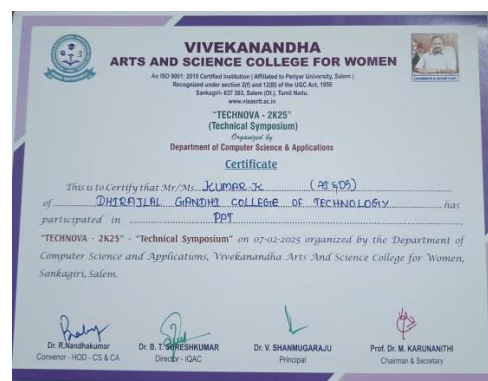 VIVEKANANDHA
ARTS AND SCIENCE COLLEGE FOR WOMEN
An ISO 9001: 2015 Certified Institution | Affiliated to Periyar University, Salem |
Recognized under section 2(f) and 12(B) of the UGC Act, 1956
Sankagiri- 637 303, Salem (Dt.), Tamil Nadu.
CHAIRMAN & SECRETARY
"TECHNOVA - 2K25"
(Technical Symposium)
Organized by
Department of Computer Science & Applications
Certificate
This is to Certify that Mr/Ms. KUMAR.K (AI&DS)
of DHIRAJLAL GANDHI COLLEGE OF TECHNOLOGY has
participated in PPT
"TECHNOVA - 2K25" - "Technical Symposium" on 07-02-2025 organized by the Department of
Computer Science and Applications, Vivekanandha Arts And Science College for Women,
Sankagiri, Salem.
Dr. R.Nandhakumar
Convenor - HOD - CS & CA
Dr. B. T. SURESHKUMAR
Director - IQAC
Dr. V. SHANMUGARAJU
Principal
Prof. Dr. M. KARUNANITHI
Chairman & Secretary